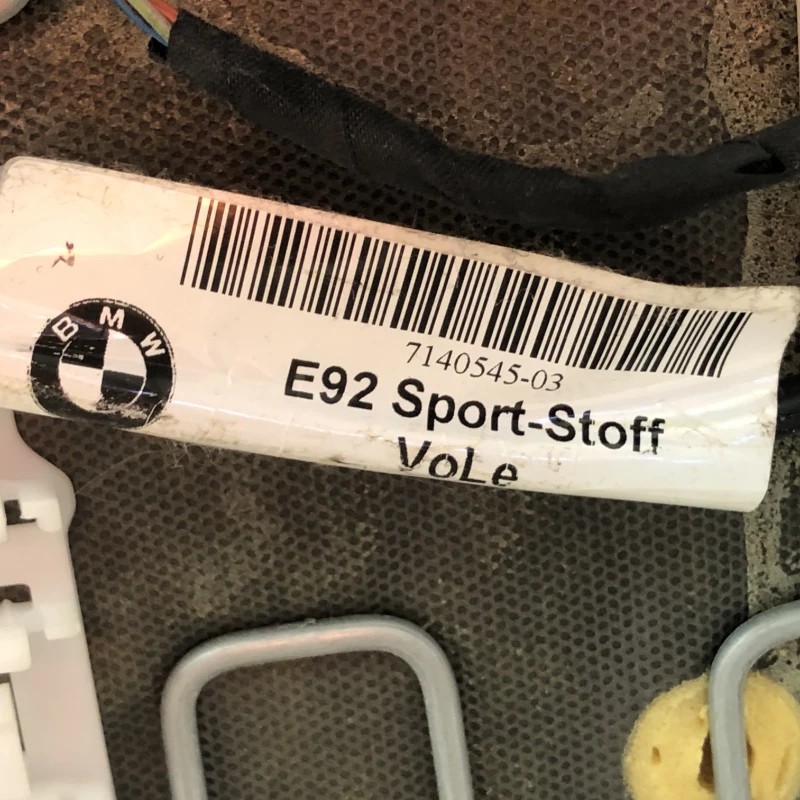 BMW
7140545-03
E92 Sport-Stoff
VoLe